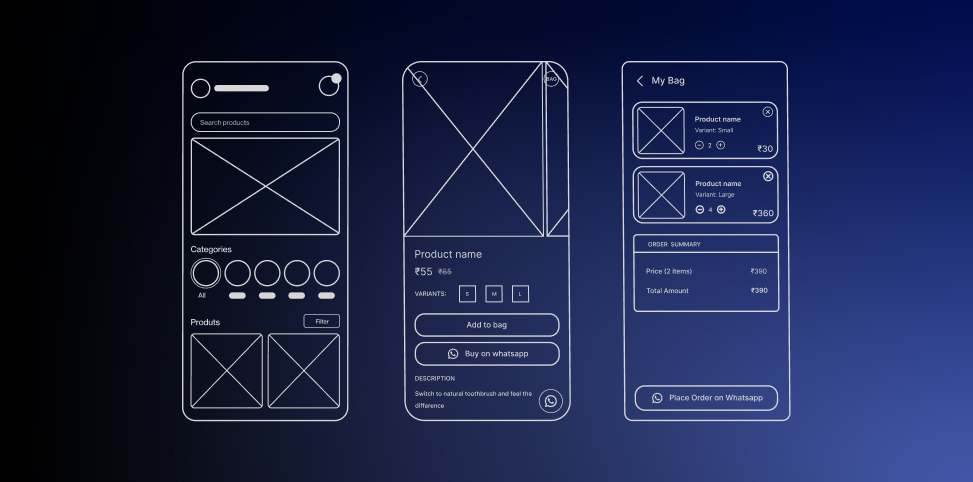 Search products
Categories
All
Produts
Filter
BAG
Product name
₹55 ₹65
VARIANTS: S M L
Add to bag
Buy on whatsapp
DESCRIPTION
Switch to natural toothbrush and feel the
difference
My Bag
Product name
Variant: Small
2
₹30
Product name
Variant: Large
4
₹360
ORDER SUMMARY
Price (2 items) ₹390
Total Amount ₹390
Place Order on Whatsapp